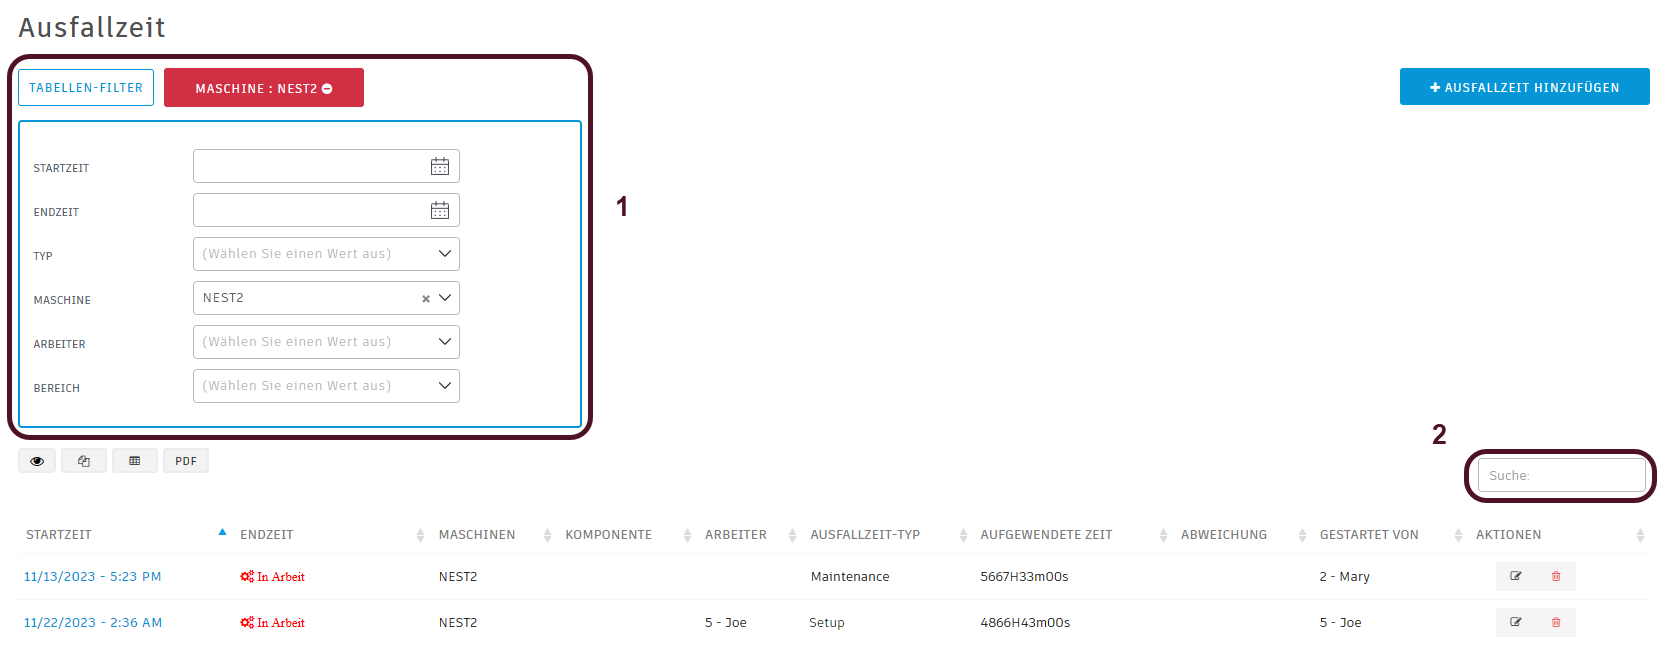 Ausfallzeit
TABELLEN-FILTER
MASCHINE : NEST2
AUSFALLZEIT HINZUFÜGEN
STARTZEIT
ENDZEIT
1
TYP (Wählen Sie einen Wert aus)
MASCHINE NEST2
ARBEITER (Wählen Sie einen Wert aus)
BEREICH (Wählen Sie einen Wert aus)
2
PDF
Suche:
STARTZEIT ENDZEIT MASCHINEN KOMPONENTE ARBEITER AUSFALLZEIT-TYP AUFGEWENDETE ZEIT ABWEICHUNG GESTARTET VON AKTIONEN
11/13/2023 - 5:23 PM In Arbeit NEST2 Maintenance 5667H33m00s 2 - Mary
11/22/2023 - 2:36 AM In Arbeit NEST2 5 - Joe Setup 4866H43m00s 5 - Joe